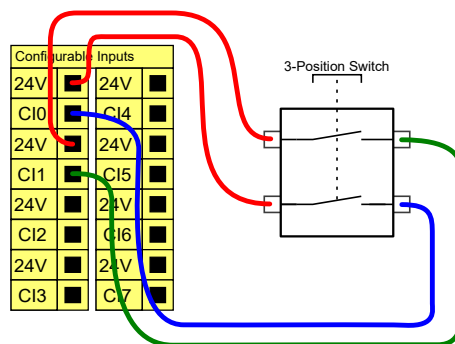 Configurable Inputs
24V 24V
CI0 CI4
24V 24V
CI1 CI5
24V 24V
CI2 CI6
24V 24V
CI3 CI7
3-Position Switch